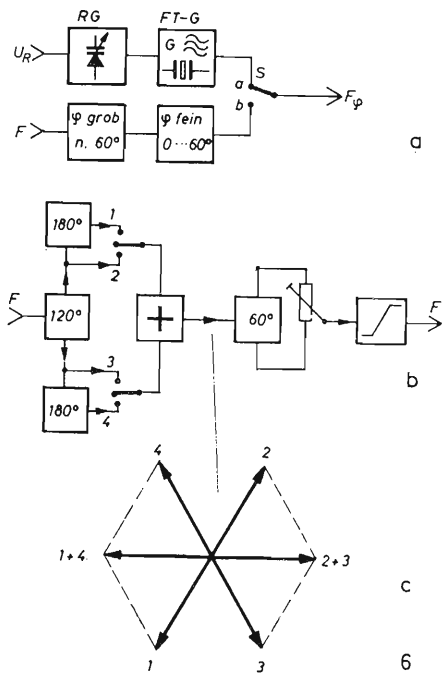 RG FT-G
U_R G S
a F_φ
b
F φ grob φ fein
n. 60° 0···60°
a
180° 1
2
F 120° + 60° F
b
3
180° 4
4 2
1+4 2+3
c
1 3 6